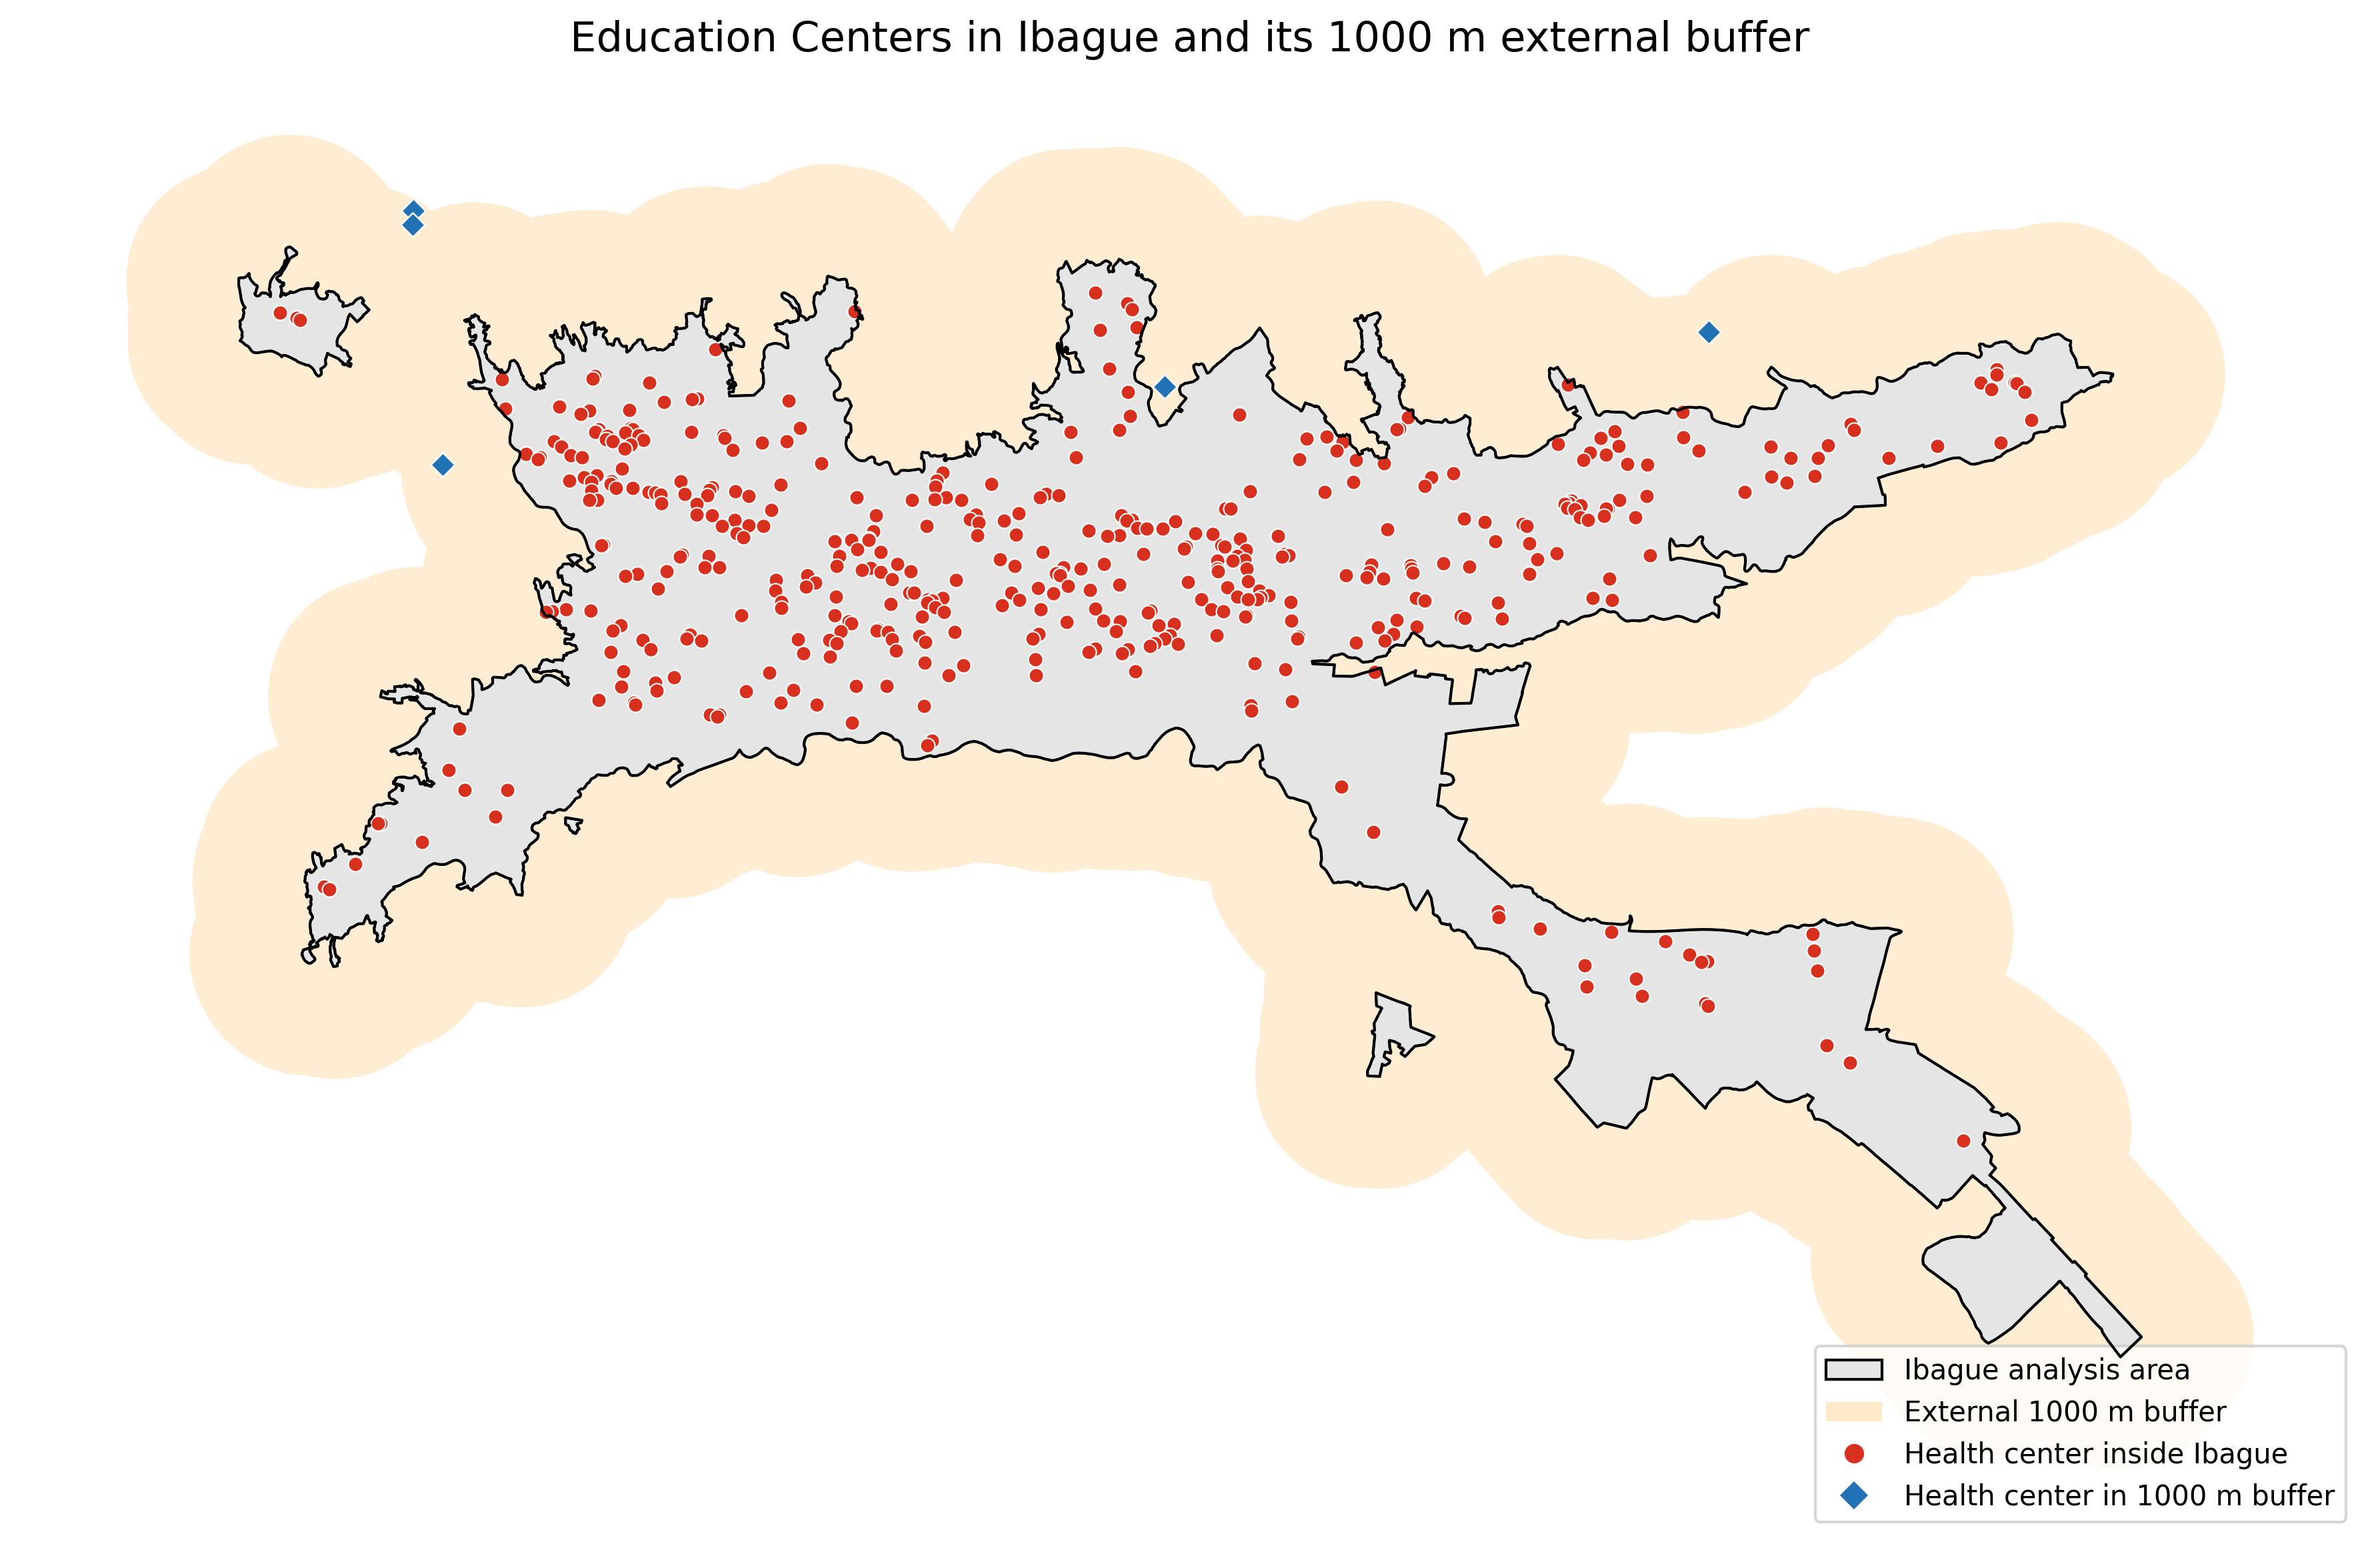 Education Centers in Ibague and its 1000 m external buffer
Ibague analysis area
External 1000 m buffer
Health center inside Ibague
Health center in 1000 m buffer